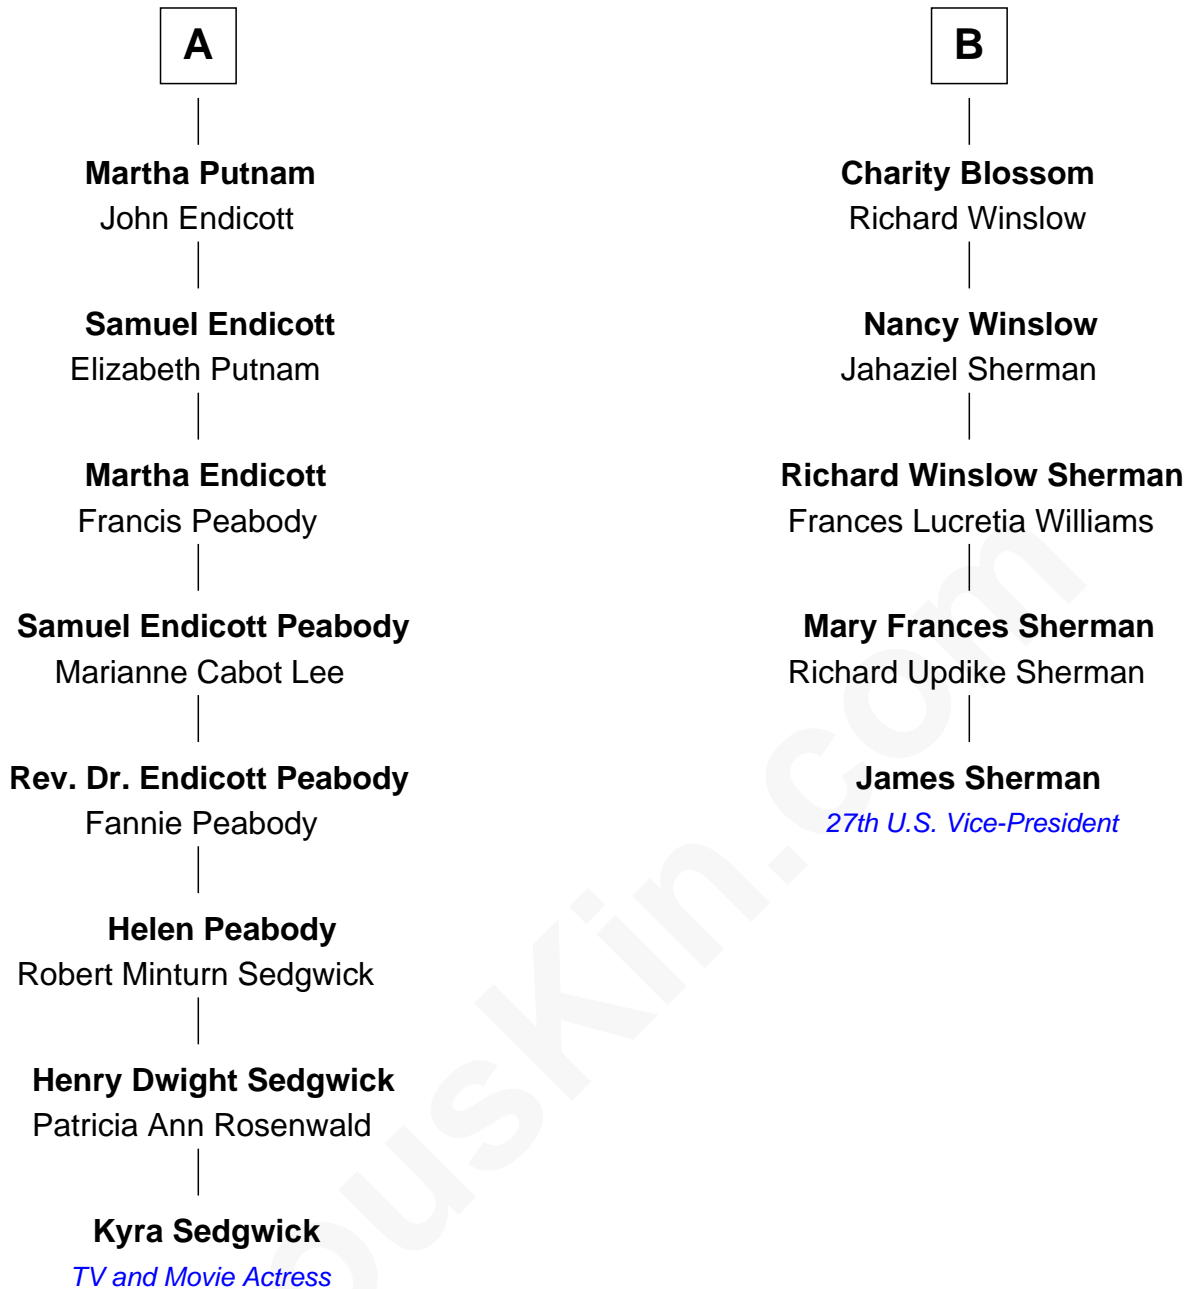 A
Martha Putnam
John Endicott
Samuel Endicott
Elizabeth Putnam
Martha Endicott
Francis Peabody
Samuel Endicott Peabody
Marianne Cabot Lee
Rev. Dr. Endicott Peabody
Fannie Peabody
Helen Peabody
Robert Minturn Sedgwick
Henry Dwight Sedgwick
Patricia Ann Rosenwald
Kyra Sedgwick
TV and Movie Actress
B
Charity Blossom
Richard Winslow
Nancy Winslow
Jahaziel Sherman
Richard Winslow Sherman
Frances Lucretia Williams
Mary Frances Sherman
Richard Updike Sherman
James Sherman
27th U.S. Vice-President
ousKin.com